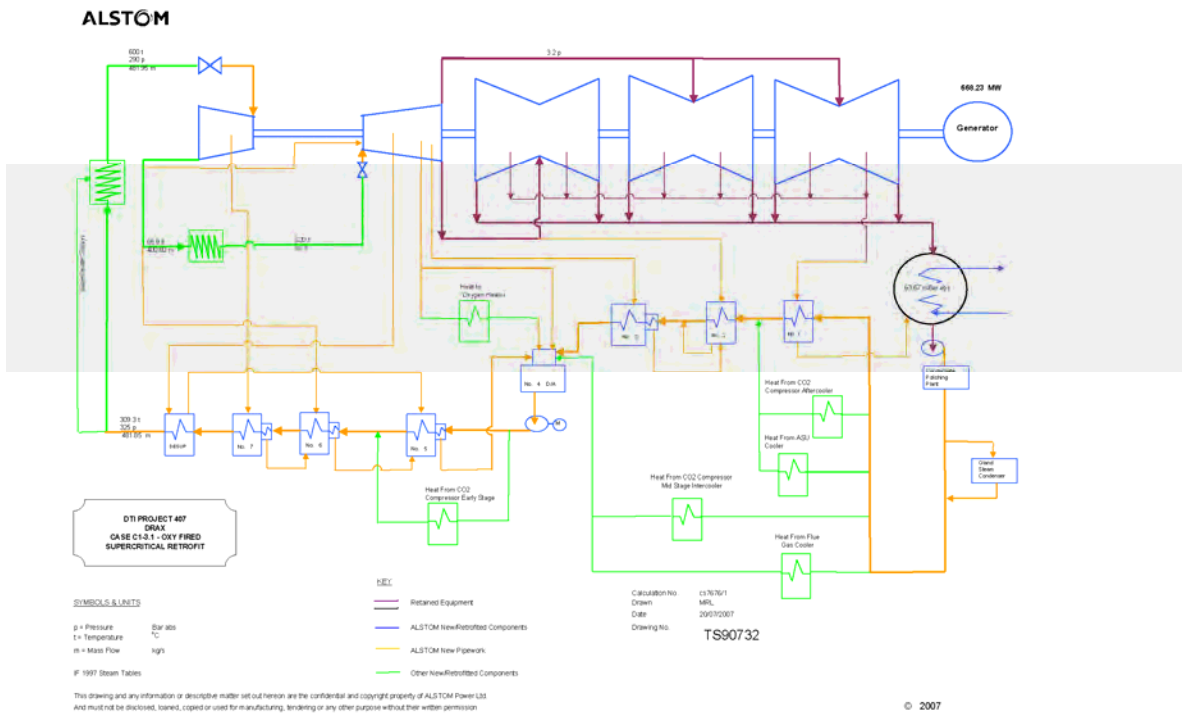 ALSTOM
600 t
290 p
3.2 p
668.23 MW
Generator
Heat to
Oxygen Heater
No. 3
No. 2
No. 1
No. 4 D/A
M
Polishing
Plant
Heat From CO2
Compressor Aftercooler
Heat From ASU
Cooler
Gland
Steam
Condenser
309.3 t
325 p
481.85 m
No. 7
No. 6
No. 5
Heat From CO2
Compressor Early Stage
Heat From CO2 Compressor
Mid Stage Intercooler
Heat From Flue
Gas Cooler
DTI PROJECT 407
DRAX
CASE C1-3.1 - OXY FIRED
SUPERCRITICAL RETROFIT
SYMBOLS & UNITS
p = Pressure Bar abs
t = Temperature °C
m = Mass Flow kg/s
IF 1997 Steam Tables
KEY
Retained Equipment
ALSTOM New/Retrofitted Components
ALSTOM New Pipework
Other New/Retrofitted Components
Calculation No. cs7676/1
Drawn MRL
Date 20/07/2007
Drawing No. TS90732
This drawing and any information or descriptive matter set out hereon are the confidential and copyright property of ALSTOM Power Ltd.
And must not be disclosed, loaned, copied or used for manufacturing, tendering or any other purpose without their written permission
© 2007